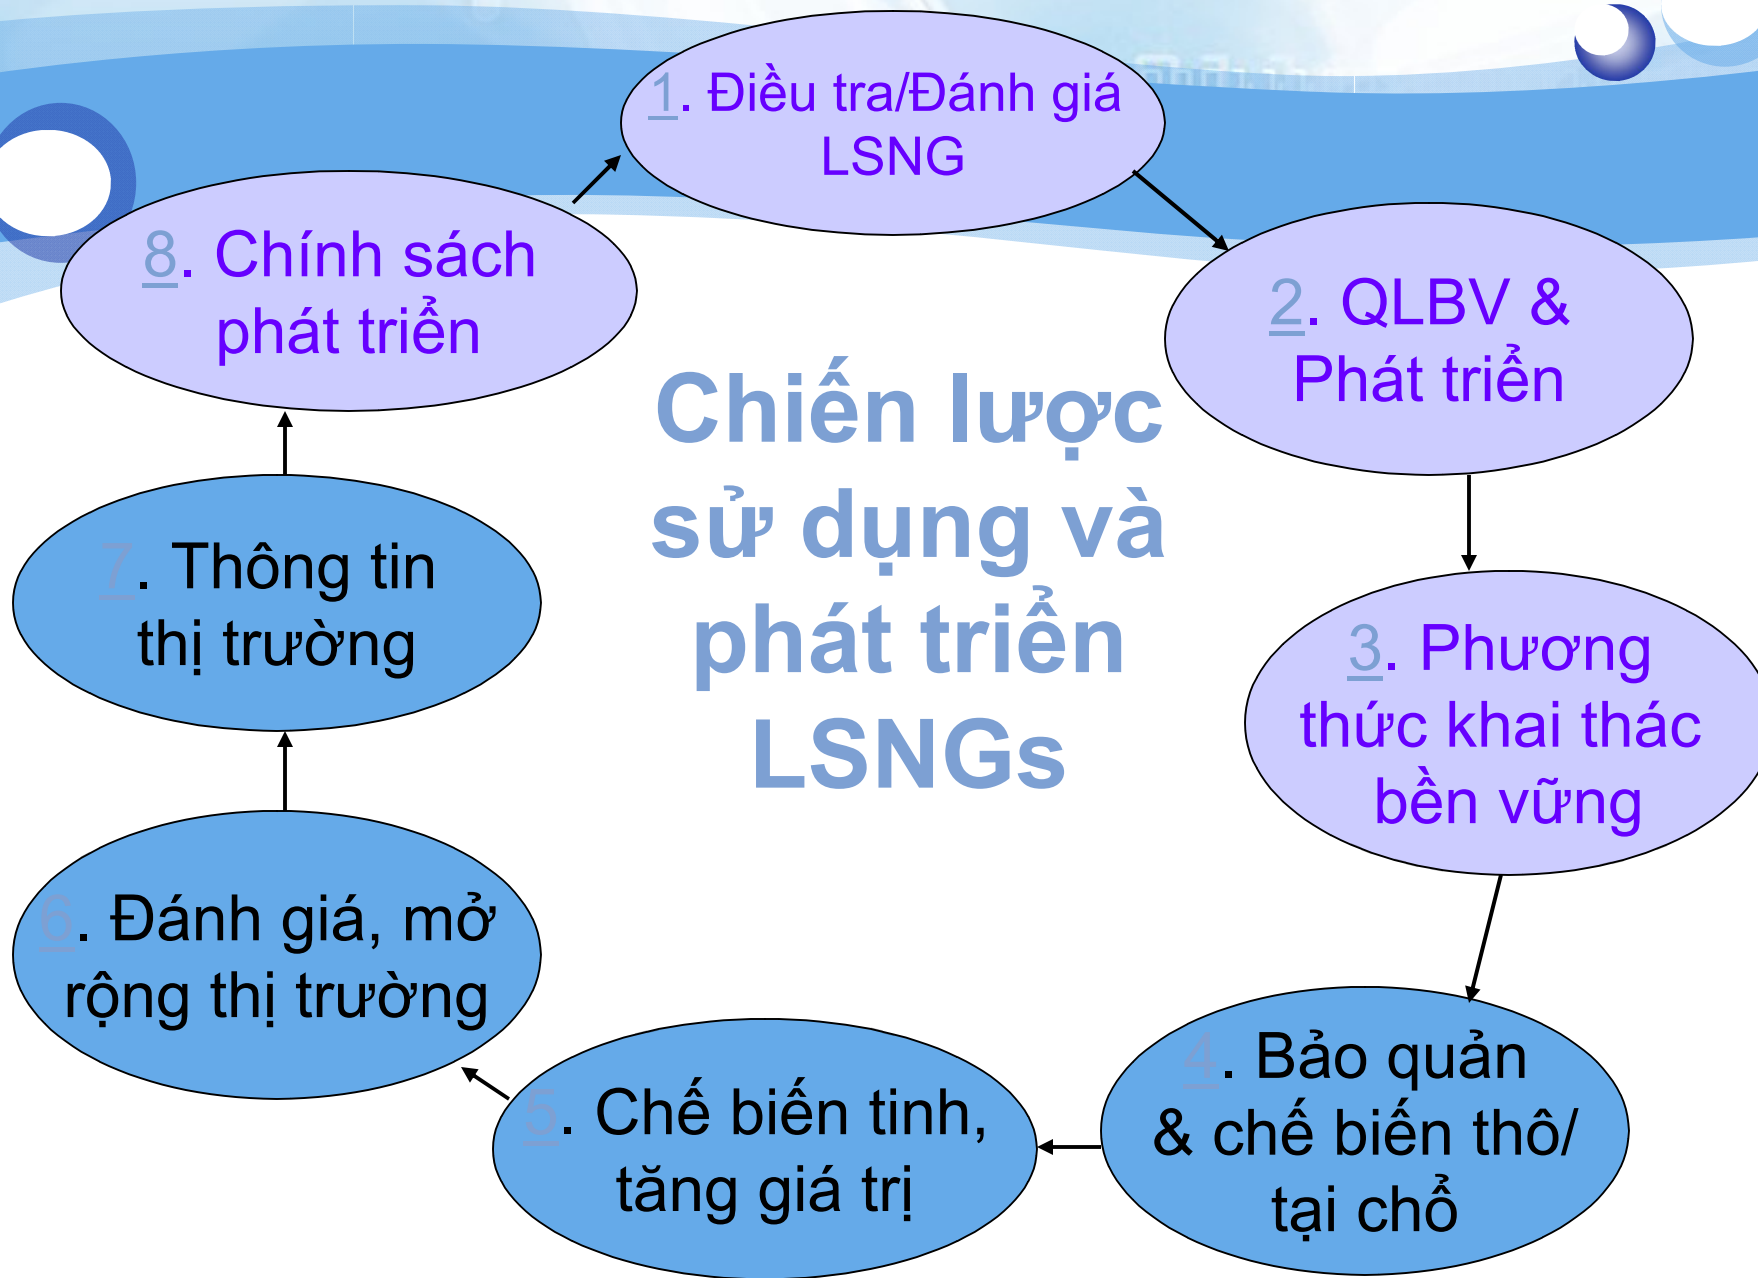 1. Điều tra/Đánh giá
LSNG
8. Chính sách
phát triển
2. QLBV &
Phát triển
Chiến lược
sử dụng và
phát triển
LSNGs
7. Thông tin
thị trường
3. Phương
thức khai thác
bền vững
6. Đánh giá, mở
rộng thị trường
4. Bảo quản
& chế biến thô/
tại chổ
5. Chế biến tinh,
tăng giá trị